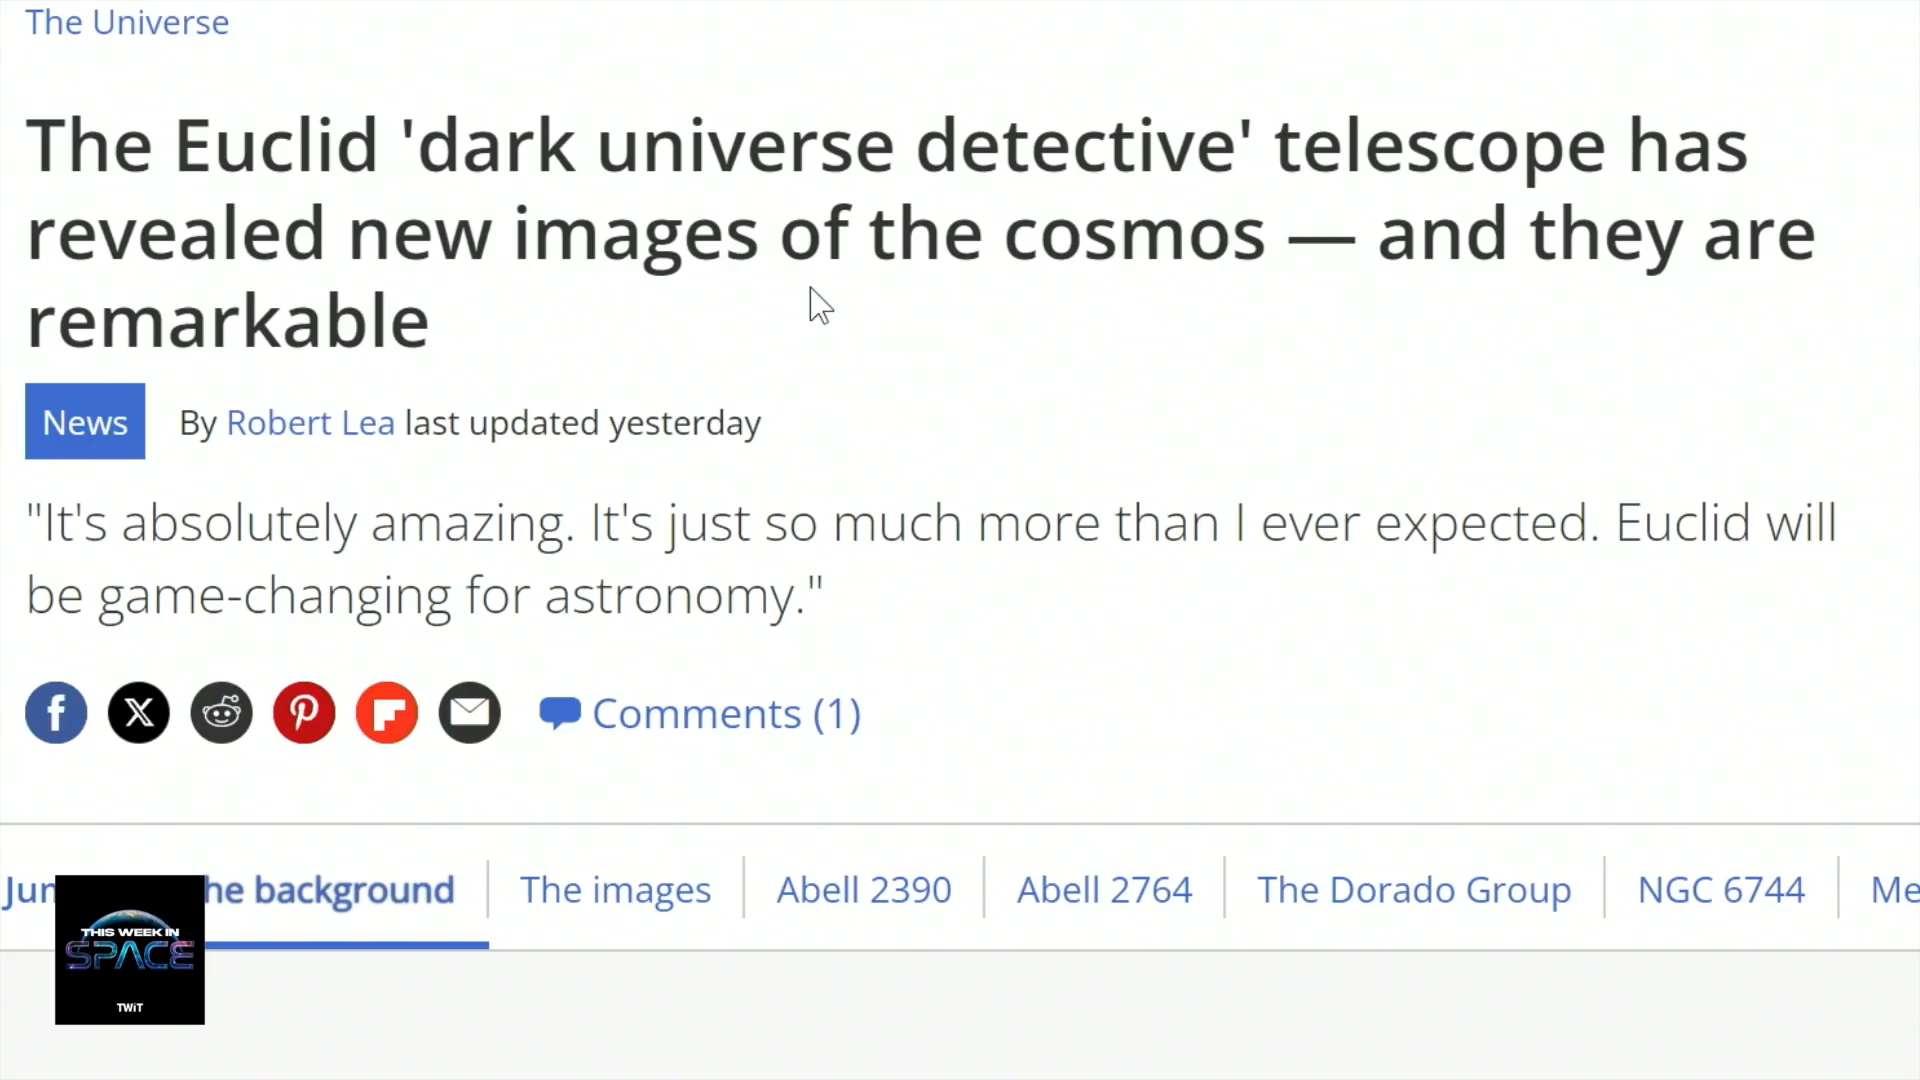 The Universe
The Euclid 'dark universe detective' telescope has
revealed new images of the cosmos — and they are
remarkable
News By Robert Lea last updated yesterday
"It's absolutely amazing. It's just so much more than I ever expected. Euclid will
be game-changing for astronomy."
Comments (1)
he background The images Abell 2390 Abell 2764 The Dorado Group NGC 6744
THIS WEEK IN
SPACE
TWiT